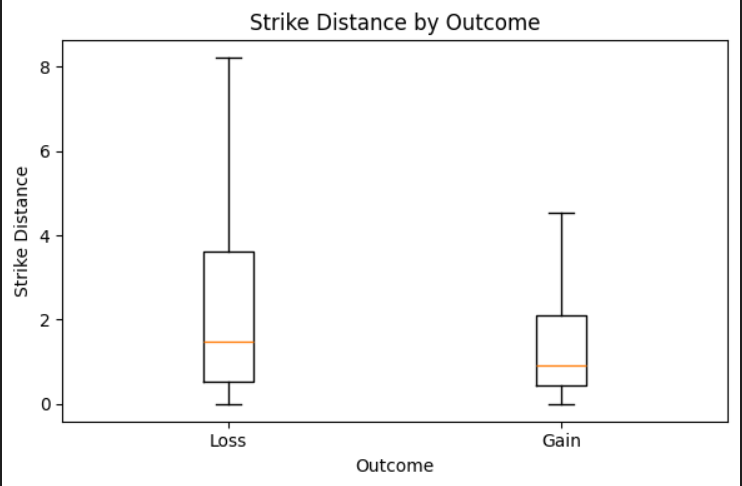 Strike Distance by Outcome
Strike Distance
8
6
4
2
0
Loss
Gain
Outcome